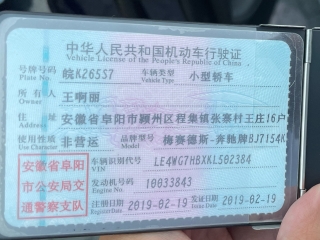 中华人民共和国机动车行驶证
Vehicle License of the People's Republic of China
号牌号码 皖K26557 车辆类型 小型轿车
Plate No. Vehicle Type
所有人 王啊丽
Owner
住址 安徽省阜阳市颍州区程集镇张寨村王庄16户
Address
使用性质 非营运 品牌型号 梅赛德斯-奔驰牌BJ7154K
Use Character Model
安徽省阜阳市公安局交通警察支队
车辆识别代号 LE4WG7HBXKL502384
VIN
发动机号码 10033843
Engine No.
注册日期 2019-02-19 发证日期 2019-02-19
Register Date Issue Date